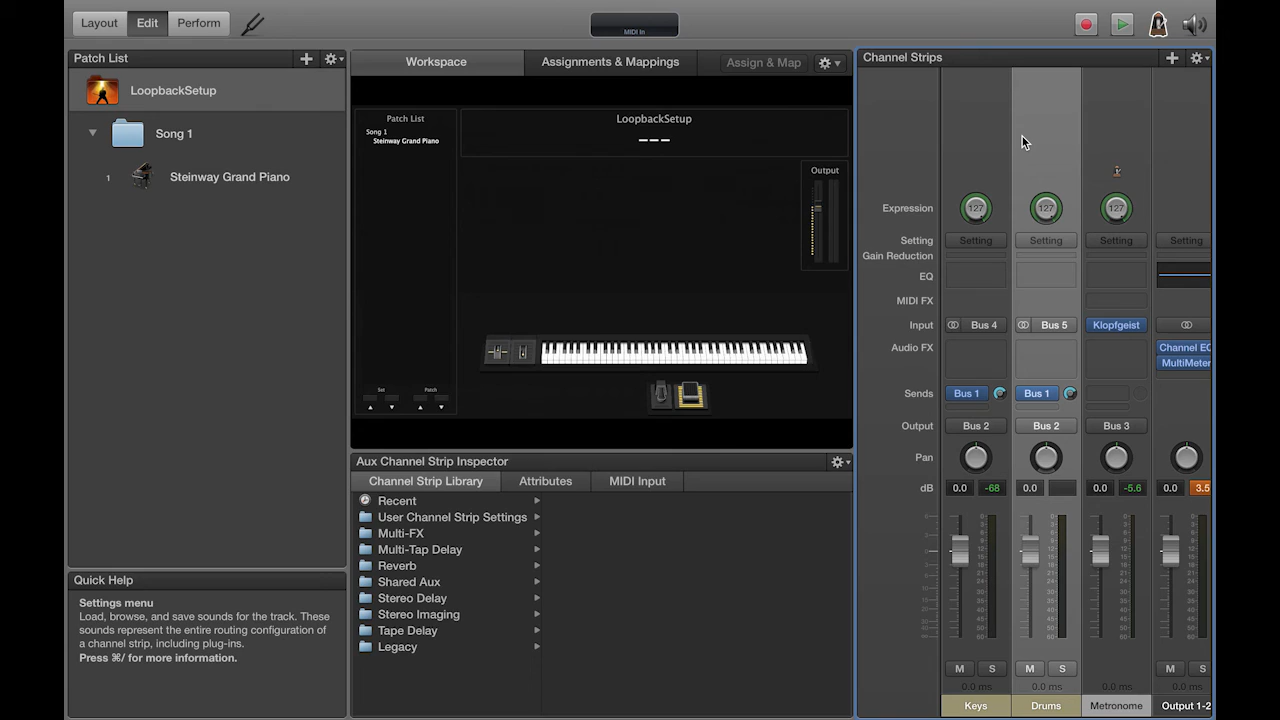 Layout
Edit
Perform
MIDI In
Patch List
LoopbackSetup
Song 1
1
Steinway Grand Piano
Quick Help
Settings menu
Load, browse, and save sounds for the track. These
sounds represent the entire routing configuration of
a channel strip, including plug-ins.
Press ⌘/ for more information.
Workspace
Assignments & Mappings
Assign & Map
Patch List
Song 1
Steinway Grand Piano
LoopbackSetup
– – –
Output
Set
Patch
Aux Channel Strip Inspector
Channel Strip Library
Attributes
MIDI Input
Recent
User Channel Strip Settings
Multi-FX
Multi-Tap Delay
Reverb
Shared Aux
Stereo Delay
Stereo Imaging
Tape Delay
Legacy
Channel Strips
Expression 127 127 127
Setting Setting Setting Setting Setting
Gain Reduction
EQ
MIDI FX
Input Bus 4 Bus 5 Klopfgeist
Audio FX Channel EQ
MultiMeter
Sends Bus 1 Bus 1
Output Bus 2 Bus 2 Bus 3
Pan
dB 0.0 -68 0.0 0.0 -5.6 0.0 3.5
M S M S M S
0.0 ms 0.0 ms 0.0 ms 0.0 ms
Keys Drums Metronome Output 1-2